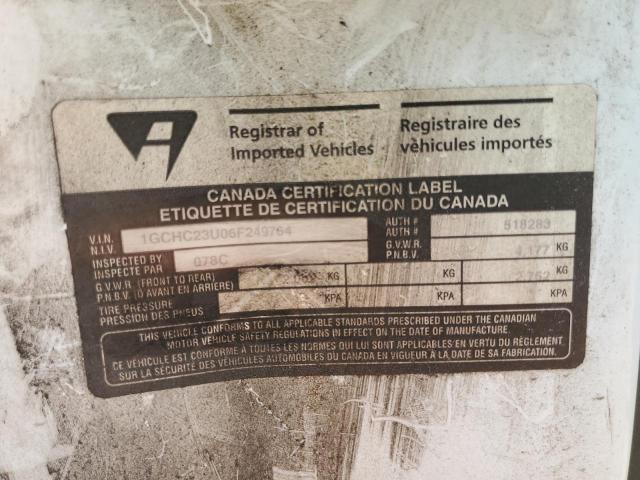 Registrar of
Imported Vehicles
Registraire des
vèhicules importés
CANADA CERTIFICATION LABEL
ETIQUETTE DE CERTIFICATION DU CANADA
V.I.N. 1GCHC23U06F249764 AUTH # 518283
N.I.V. AUTH #
INSPECTED BY 078C G.V.W.R. 4,177 KG
INSPECTE PAR P.N.B.V.
G.V.W.R (FRONT TO REAR) KG KG
P.N.B.V. (O AVANT EN ARRIÈRE)
TIRE PRESSURE KPA KPA
PRESSION DES PNEUS
THIS VEHICLE CONFORMS TO ALL APPLICABLE STANDARDS PRESCRIBED UNDER THE CANADIAN
MOTOR VEHICLE SAFETY REGULATIONS IN EFFECT ON THE DATE OF MANUFACTURE.
CE VÉHICULE EST CONFORME À TOUTES LES NORMES QUI LUI SONT APPLICABLES EN VERTU DU RÈGLEMENT
SUR LA SÉCURITÉ DES VÉHICULES AUTOMOBILES DU CANADA EN VIGUEUR À LA DATE DE SA FABRICATION.